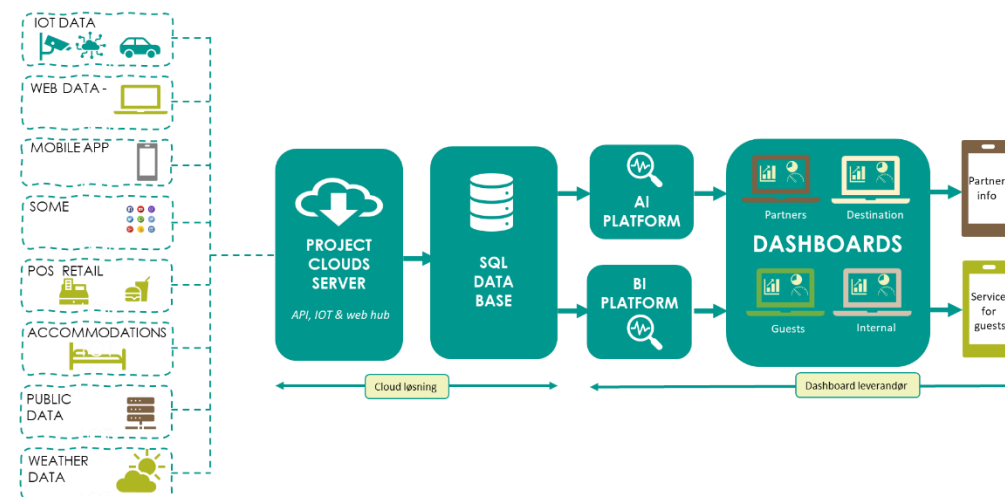 IOT DATA
WEB DATA -
MOBILE APP
SOME
POS RETAIL
ACCOMMODATIONS
PUBLIC
DATA
WEATHER
DATA
PROJECT
CLOUDS
SERVER
API, IOT & web hub
SQL
DATA
BASE
Cloud løsning
AI
PLATFORM
BI
PLATFORM
Partners
Destination
DASHBOARDS
Guests
Internal
Dashboard leverandør
Partner
info
Service
for
guests